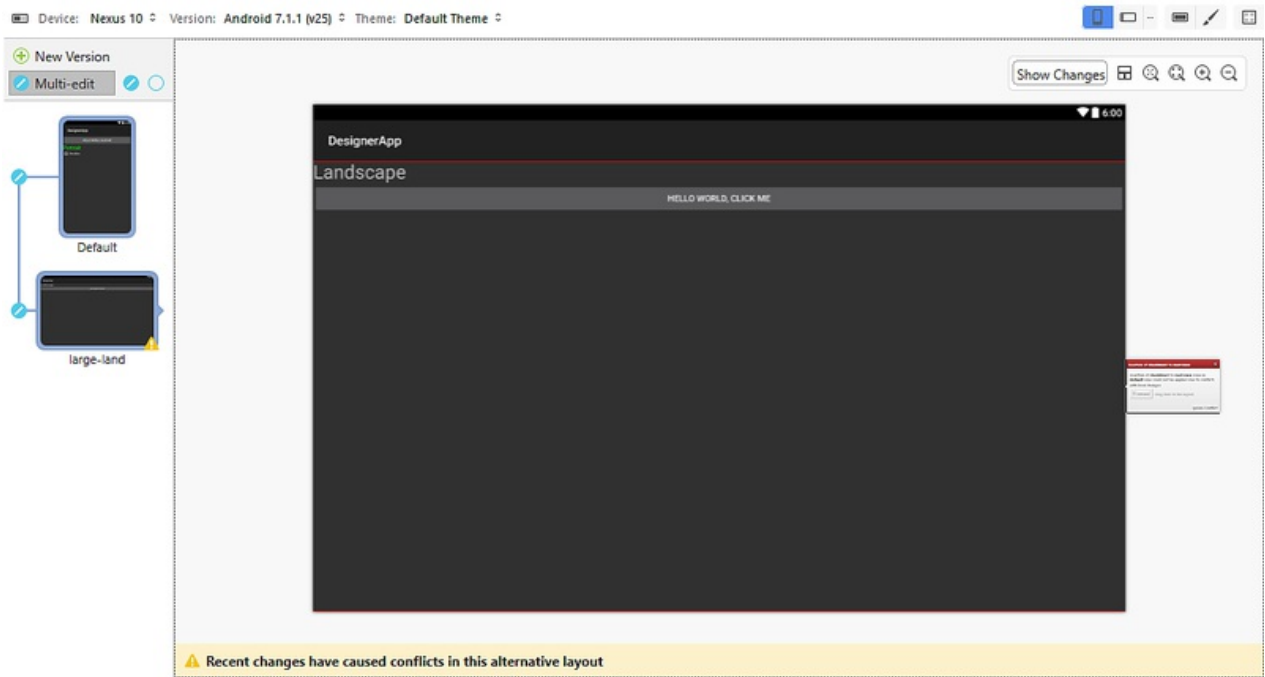 Device: Nexus 10 Version: Android 7.1.1 (v25) Theme: Default Theme
New Version
Multi-edit
Default
large-land
Show Changes
6:00
DesignerApp
Landscape
HELLO WORLD, CLICK ME
Recent changes have caused conflicts in this alternative layout